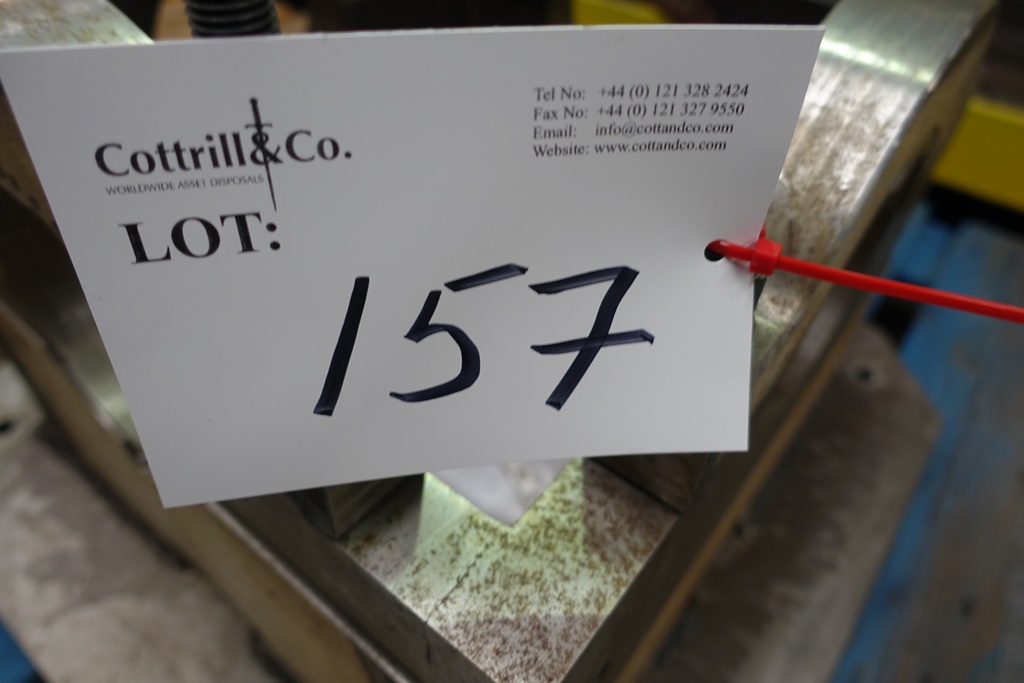 Cottrill&Co.
WORLDWIDE ASSET DISPOSALS
Tel No: +44 (0) 121 328 2424
Fax No: +44 (0) 121 327 9550
Email: info@cottandco.com
Website: www.cottandco.com
LOT:
157